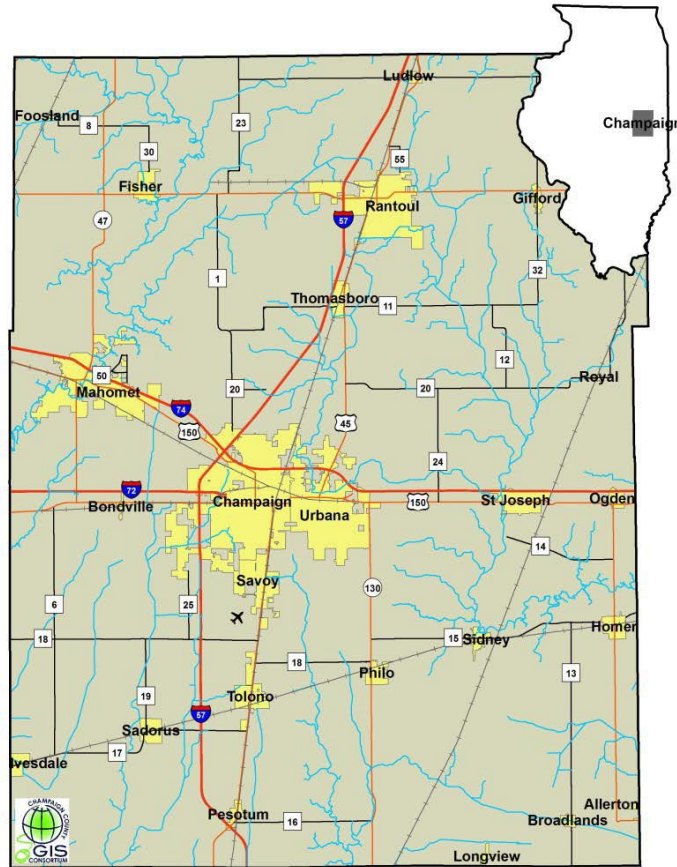 Ludlow
Foosland
8
23
Champaign
30
55
Fisher
Rantoul
Gifford
47
57
32
1
Thomasboro
11
12
50
20
20
Royal
Mahomet
74
150
45
24
72
Bondville
Champaign
Urbana
150
St Joseph
Ogden
14
Savoy
130
6
25
18
15
Sidney
Homer
18
Philo
13
19
Tolono
Sadorus
57
17
Ivesdale
Pesotum
16
Allerton
Broadlands
Longview
CHAMPAIGN COUNTY
GIS
CONSORTIUM